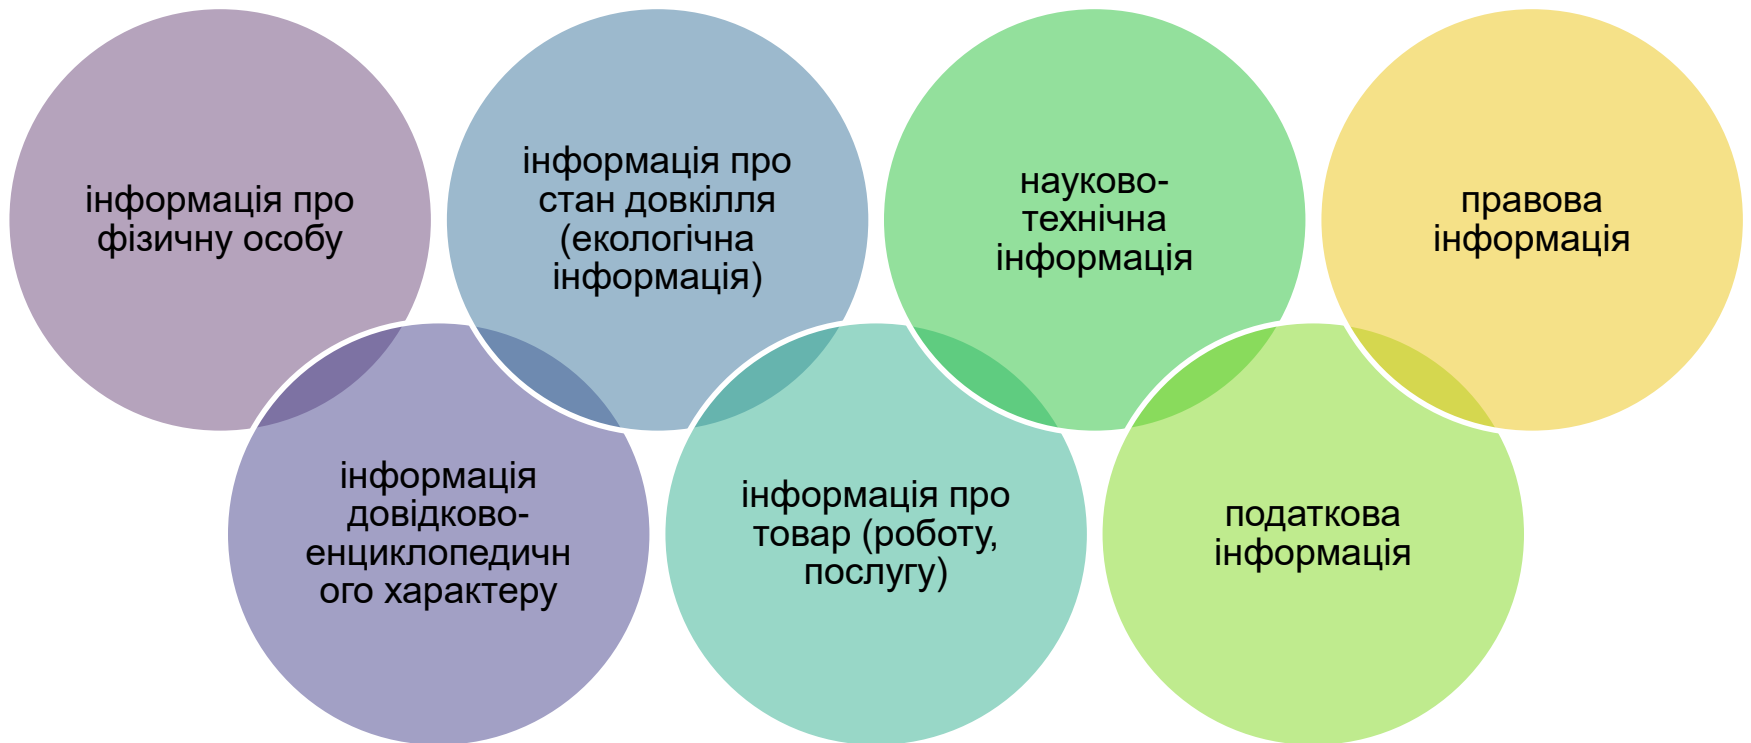 інформація про
фізичну особу
інформація
довідково-
енциклопедичн
ого характеру
інформація про
стан довкілля
(екологічна
інформація)
інформація про
товар (роботу,
послугу)
науково-
технічна
інформація
податкова
інформація
правова
інформація